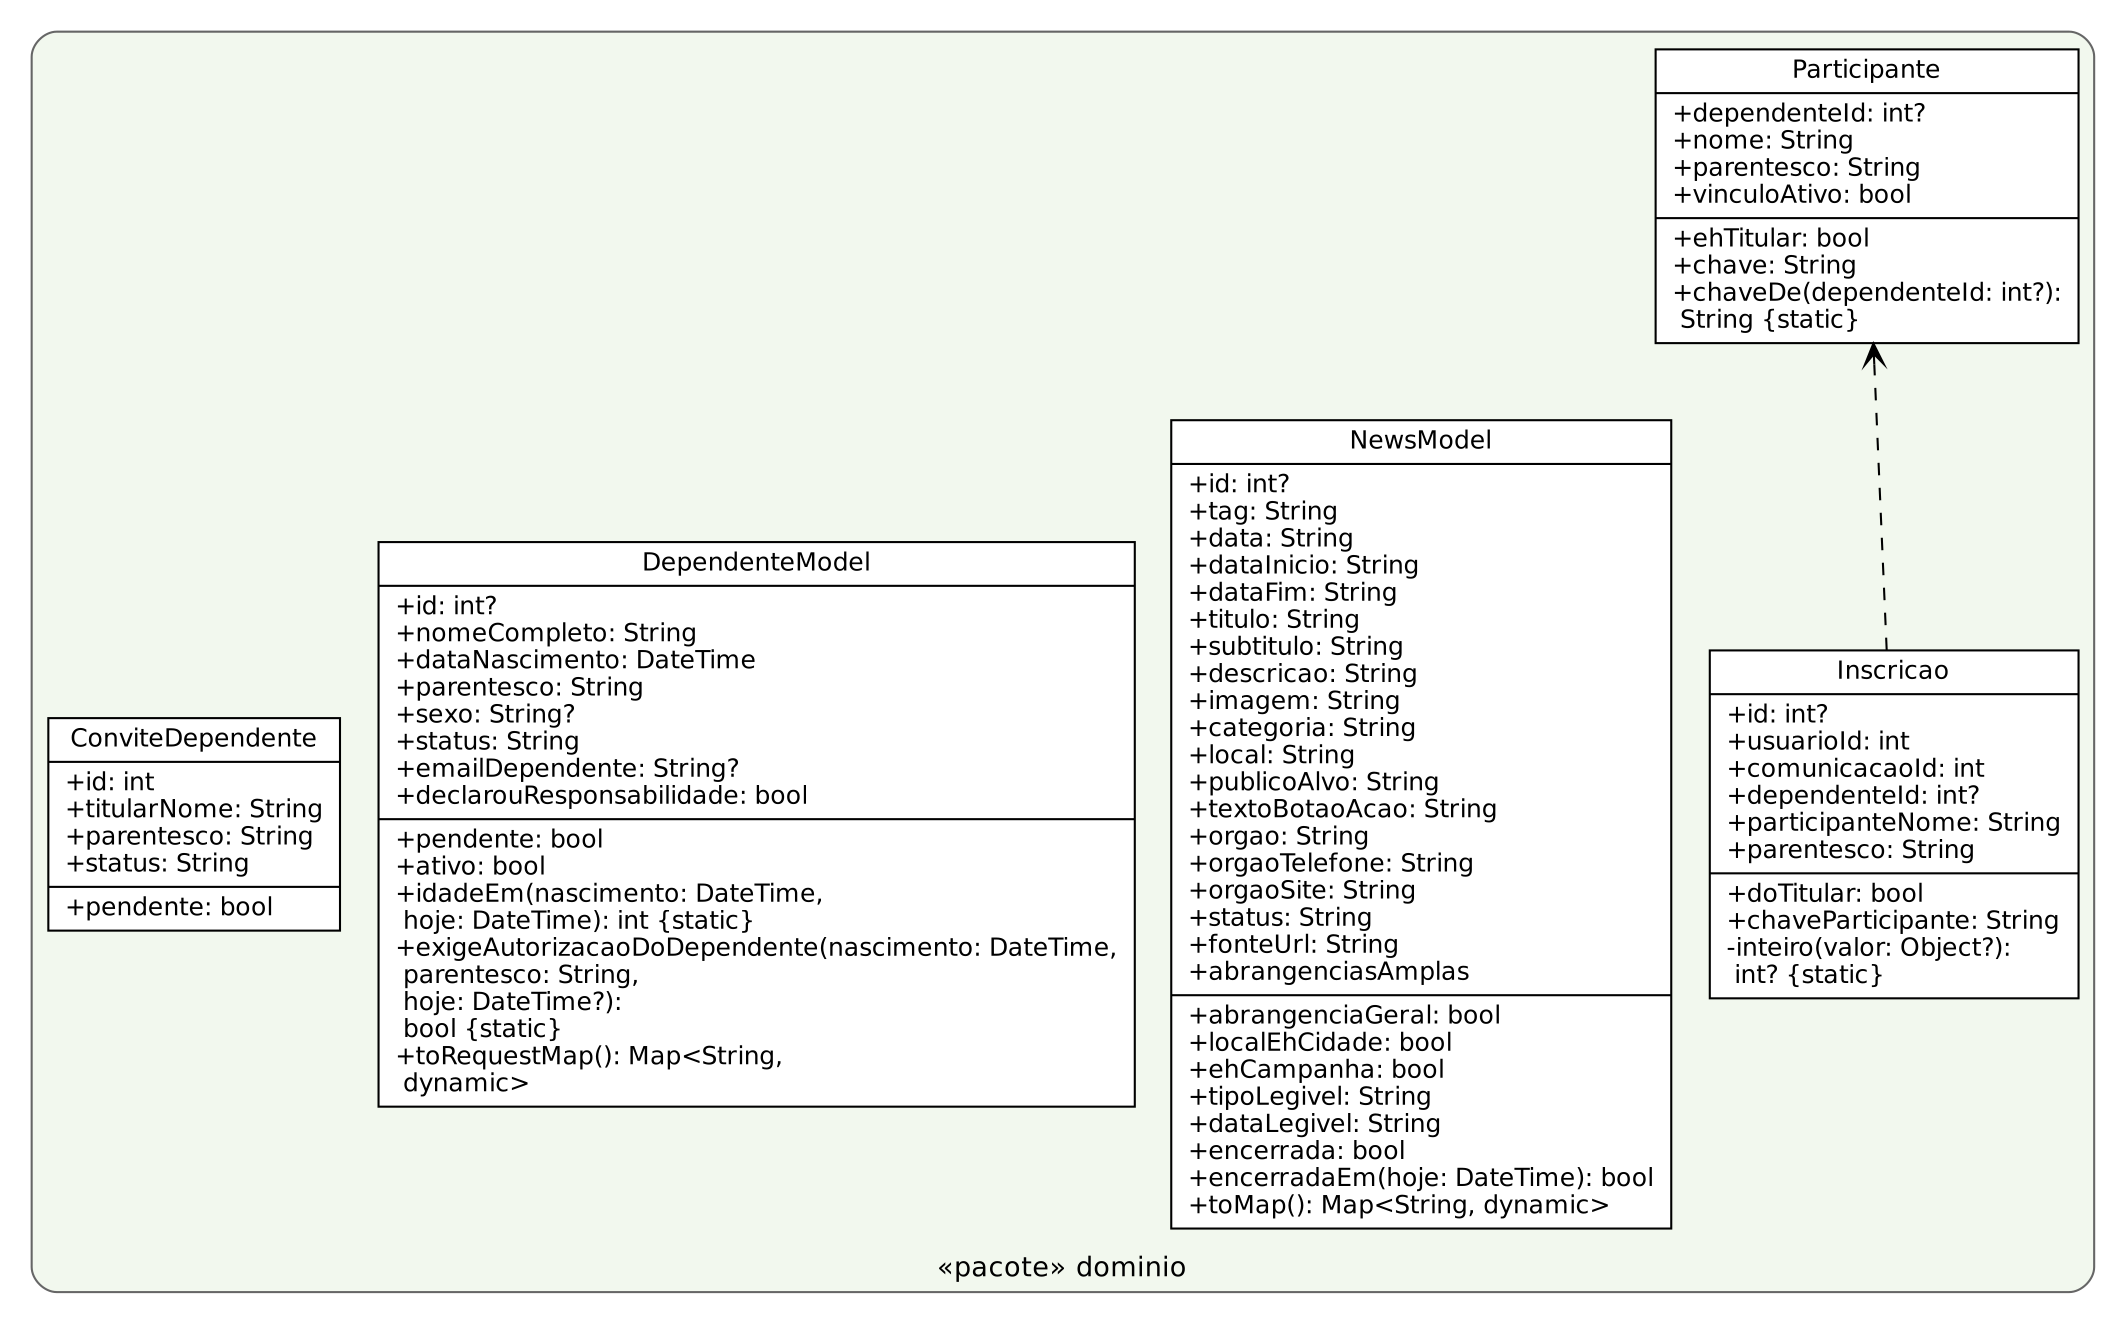 Participante
+dependenteId: int?
+nome: String
+parentesco: String
+vinculoAtivo: bool
+ehTitular: bool
+chave: String
+chaveDe(dependenteId: int?):
String {static}
NewsModel
+id: int?
+tag: String
+data: String
+dataInicio: String
+dataFim: String
+titulo: String
+subtitulo: String
+descricao: String
+imagem: String
+categoria: String
+local: String
+publicoAlvo: String
+textoBotaoAcao: String
+orgao: String
+orgaoTelefone: String
+orgaoSite: String
+status: String
+fonteUrl: String
+abrangenciasAmplas
+abrangenciaGeral: bool
+localEhCidade: bool
+ehCampanha: bool
+tipoLegivel: String
+dataLegivel: String
+encerrada: bool
+encerradaEm(hoje: DateTime): bool
+toMap(): Map<String, dynamic>
DependenteModel
+id: int?
+nomeCompleto: String
+dataNascimento: DateTime
+parentesco: String
+sexo: String?
+status: String
+emailDependente: String?
+declarouResponsabilidade: bool
+pendente: bool
+ativo: bool
+idadeEm(nascimento: DateTime,
hoje: DateTime): int {static}
+exigeAutorizacaoDoDependente(nascimento: DateTime,
parentesco: String,
hoje: DateTime?):
bool {static}
+toRequestMap(): Map<String,
dynamic>
Inscricao
+id: int?
+usuarioId: int
+comunicacaoId: int
+dependenteId: int?
+participanteNome: String
+parentesco: String
+doTitular: bool
+chaveParticipante: String
-inteiro(valor: Object?):
int? {static}
ConviteDependente
+id: int
+titularNome: String
+parentesco: String
+status: String
+pendente: bool
«pacote» dominio